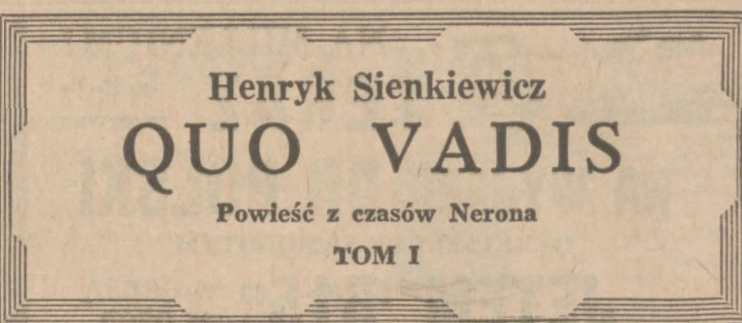 Henryk Sienkiewicz
QUO VADIS
Powieść z czasów Nerona
TOM I